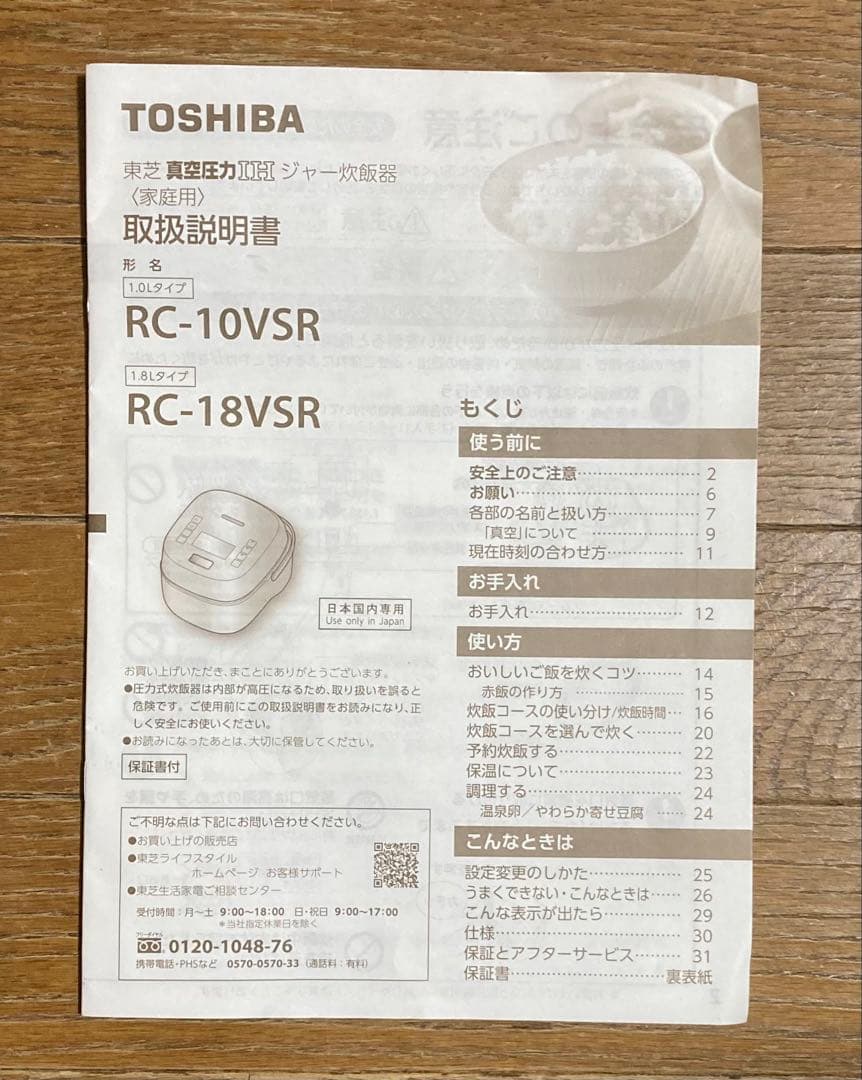 TOSHIBA
東芝 真空圧力IH ジャー炊飯器
〈家庭用〉
取扱説明書
形 名
1.0Lタイプ
RC-10VSR
1.8Lタイプ
RC-18VSR
日本国内専用
Use only in Japan
お買い上げいただき、まことにありがとうございます。
●圧力式炊飯器は内部が高圧になるため、取り扱いを誤ると
危険です。ご使用前にこの取扱説明書をお読みになり、正
しく安全にお使いください。
●お読みになったあとは、大切に保管してください。
保証書付
ご不明な点は下記にお問い合わせください。
●お買い上げの販売店
●東芝ライフスタイル
ホームページ お客様サポート
●東芝生活家電ご相談センター
受付時間：月〜土 9:00〜18:00 日・祝日 9:00〜17:00
*当社指定休業日を除く
フリーダイヤル
0120-1048-76
携帯電話・PHSなど 0570-0570-33（通話料：有料）
もくじ
使う前に
安全上のご注意……………… 2
お願い……………………… 6
各部の名前と扱い方………… 7
「真空」について …………… 9
現在時刻の合わせ方………… 11
お手入れ
お手入れ…………………… 12
使い方
おいしいご飯を炊くコツ……… 14
赤飯の作り方 …………… 15
炊飯コースの使い分け/炊飯時間… 16
炊飯コースを選んで炊く……… 20
予約炊飯する……………… 22
保温について……………… 23
調理する…………………… 24
温泉卵／やわらか寄せ豆腐 …… 24
こんなときは
設定変更のしかた…………… 25
うまくできない・こんなときは…… 26
こんな表示が出たら………… 29
仕様……………………… 30
保証とアフターサービス……… 31
保証書…………………… 裏表紙